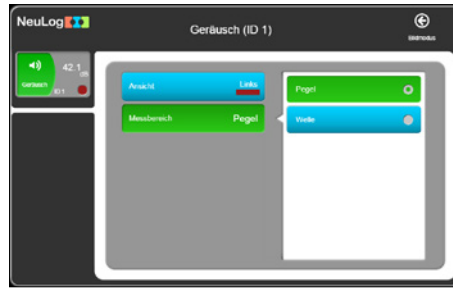 NeuLog
Geräusch (ID 1)
Bildmodus
42.1
dB
Geräusch
ID 1
Ansicht
Links
Messbereich
Pegel
Pegel
Welle